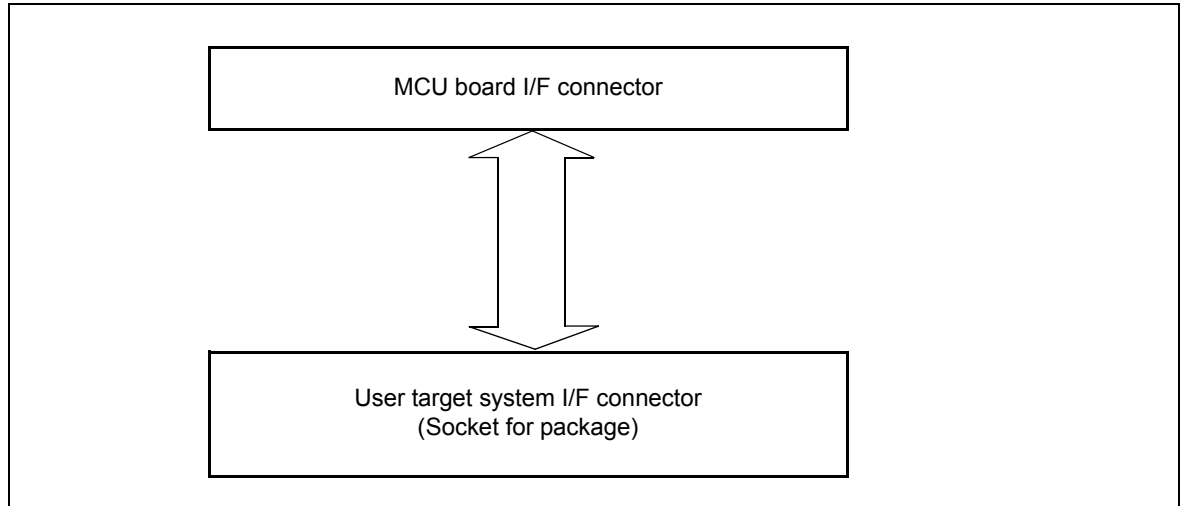 MCU board I/F connector
User target system I/F connector
(Socket for package)